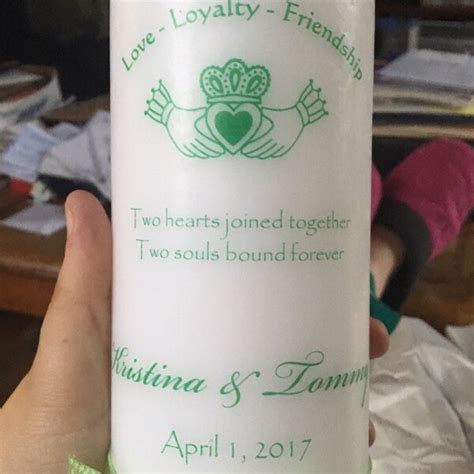 Love - Loyalty - Friendship
Two hearts joined together
Two souls bound forever
Kristina & Tommy
April 1, 2017